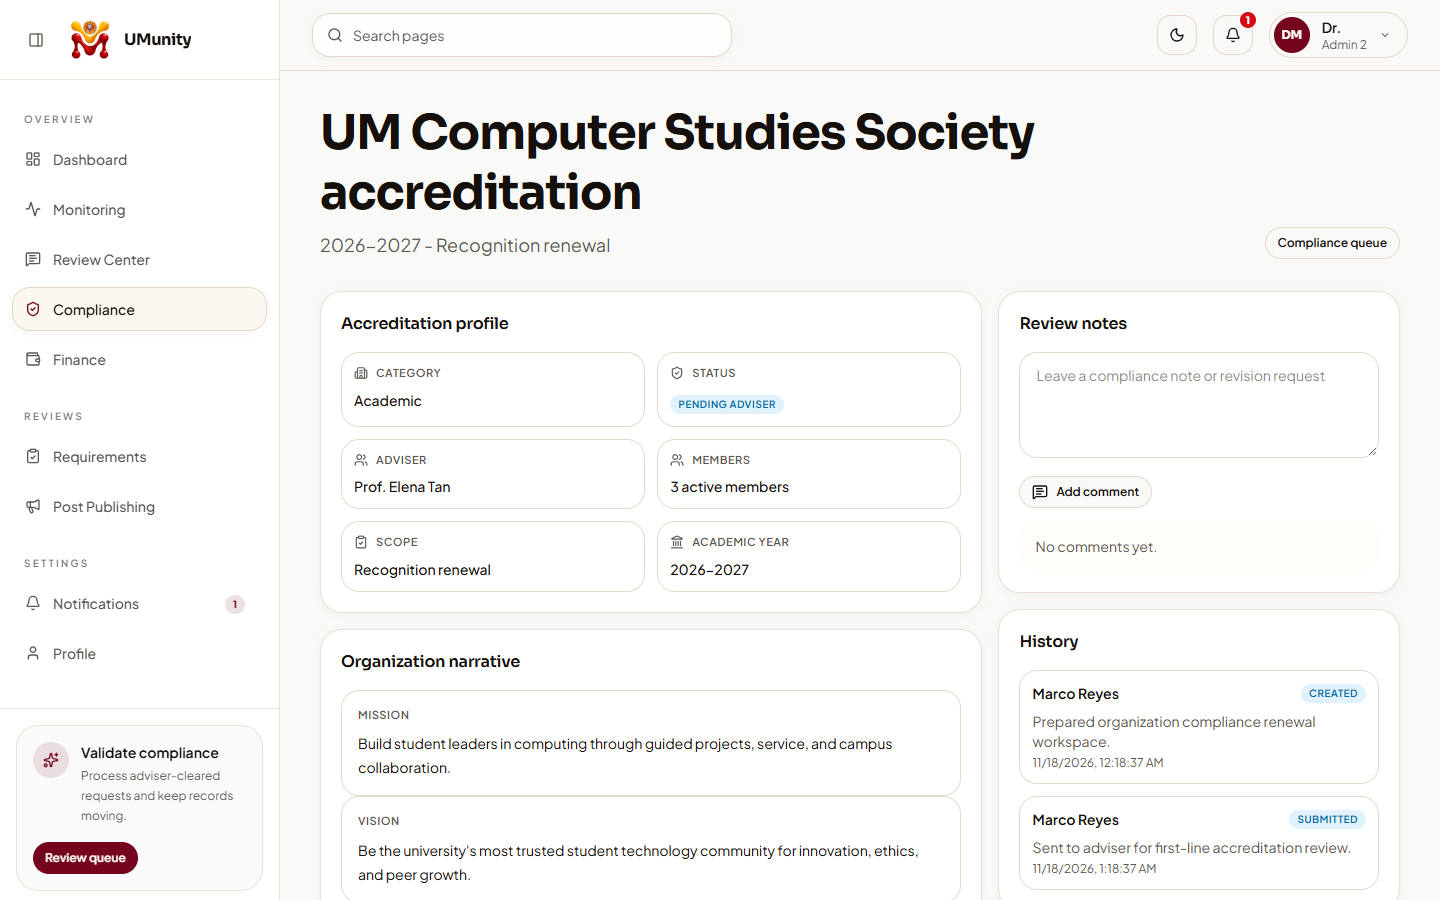 UMunity
Search pages
1
DM
Dr.
Admin 2
OVERVIEW
Dashboard
Monitoring
Review Center
Compliance
Finance
REVIEWS
Requirements
Post Publishing
SETTINGS
Notifications
1
Profile
Validate compliance
Process adviser-cleared
requests and keep records
moving.
Review queue
UM Computer Studies Society
accreditation
2026–2027 - Recognition renewal
Compliance queue
Accreditation profile
CATEGORY
Academic
STATUS
PENDING ADVISER
ADVISER
Prof. Elena Tan
MEMBERS
3 active members
SCOPE
Recognition renewal
ACADEMIC YEAR
2026–2027
Organization narrative
MISSION
Build student leaders in computing through guided projects, service, and campus
collaboration.
VISION
Be the university's most trusted student technology community for innovation, ethics,
and peer growth.
Review notes
Leave a compliance note or revision request
Add comment
No comments yet.
History
Marco Reyes
CREATED
Prepared organization compliance renewal
workspace.
11/18/2026, 12:18:37 AM
Marco Reyes
SUBMITTED
Sent to adviser for first-line accreditation review.
11/18/2026, 1:18:37 AM